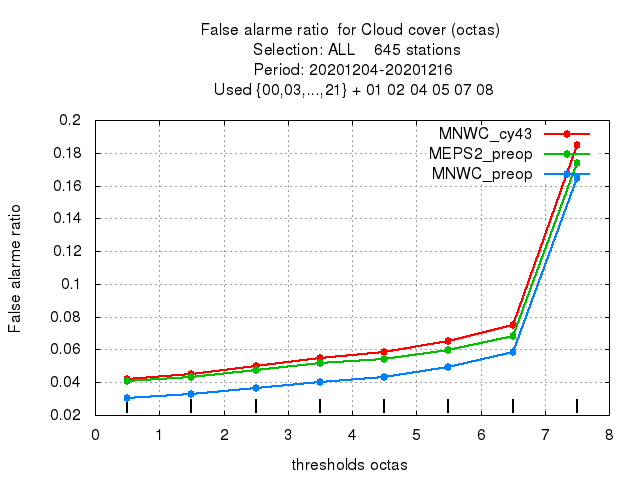 False alarme ratio  for Cloud cover (octas)
Selection: ALL    645 stations
Period: 20201204-20201216
Used {00,03,...,21} + 01 02 04 05 07 08
MNWC_cy43
MEPS2_preop
MNWC_preop
False alarme ratio
0.2
0.18
0.16
0.14
0.12
0.1
0.08
0.06
0.04
0.02
0 1 2 3 4 5 6 7 8
thresholds octas